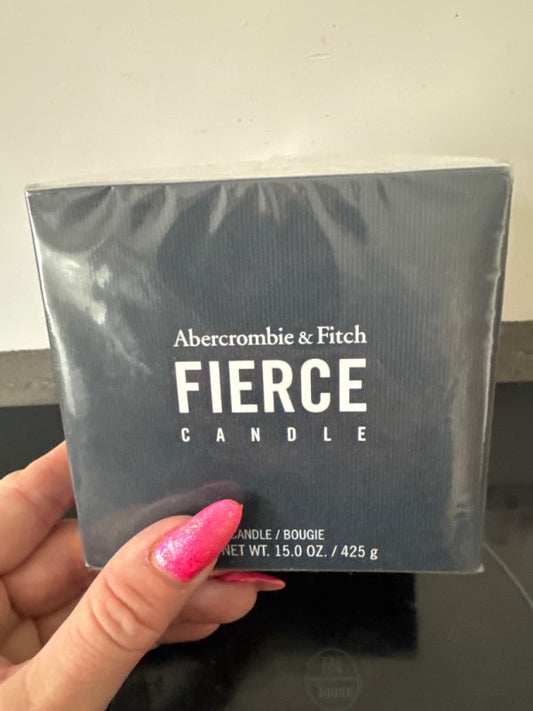 Abercrombie & Fitch
FIERCE
CANDLE
CANDLE / BOUGIE
NET WT. 15.0 OZ. / 425 g